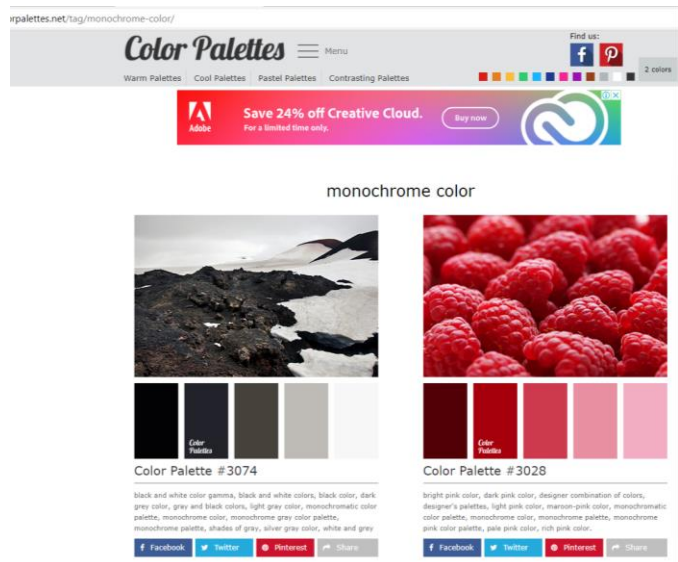 orpalettes.net/tag/monochrome-color/
Color Palettes
Menu
Find us:
2 colors
Warm Palettes Cool Palettes Pastel Palettes Contrasting Palettes
Adobe
Save 24% off Creative Cloud.
For a limited time only.
Buy now
monochrome color
Color Palettes
Color Palette #3074
black and white color gamma, black and white colors, black color, dark
grey color, gray and black colors, light gray color, monochromatic color
palette, monochrome color, monochrome gray color palette,
monochrome palette, shades of gray, silver gray color, white and grey
Facebook Twitter Pinterest Share
Color Palettes
Color Palette #3028
bright pink color, dark pink color, designer combination of colors,
designer's palettes, light pink color, maroon-pink color, monochromatic
color palette, monochrome color, monochrome palette, monochrome
pink color palette, pale pink color, rich pink color.
Facebook Twitter Pinterest Share